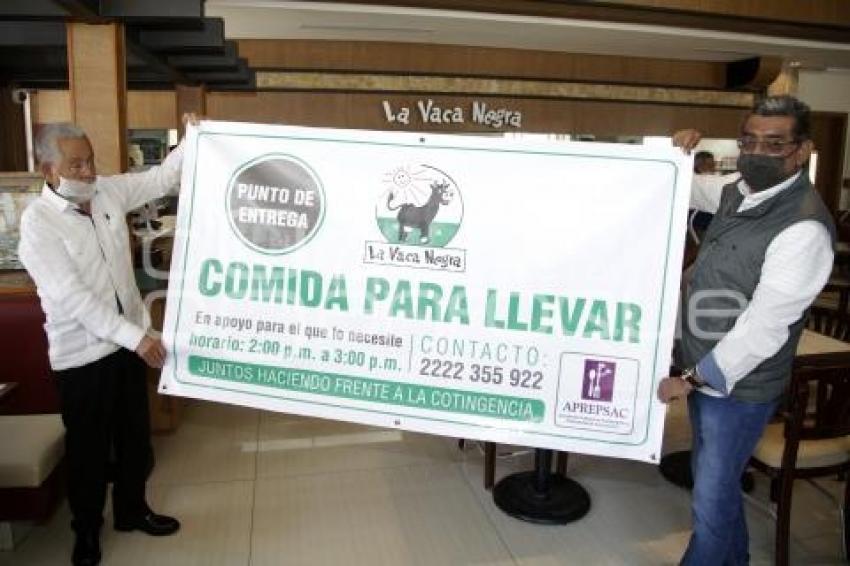 La Vaca Negra
PUNTO DE
ENTREGA
La Vaca Negra
COMIDA PARA LLEVAR
En apoyo para el que lo necesite
horario: 2:00 p.m. a 3:00 p.m.
CONTACTO:
2222 355 922
JUNTOS HACIENDO FRENTE A LA COTINGENCIA
APREPSAC